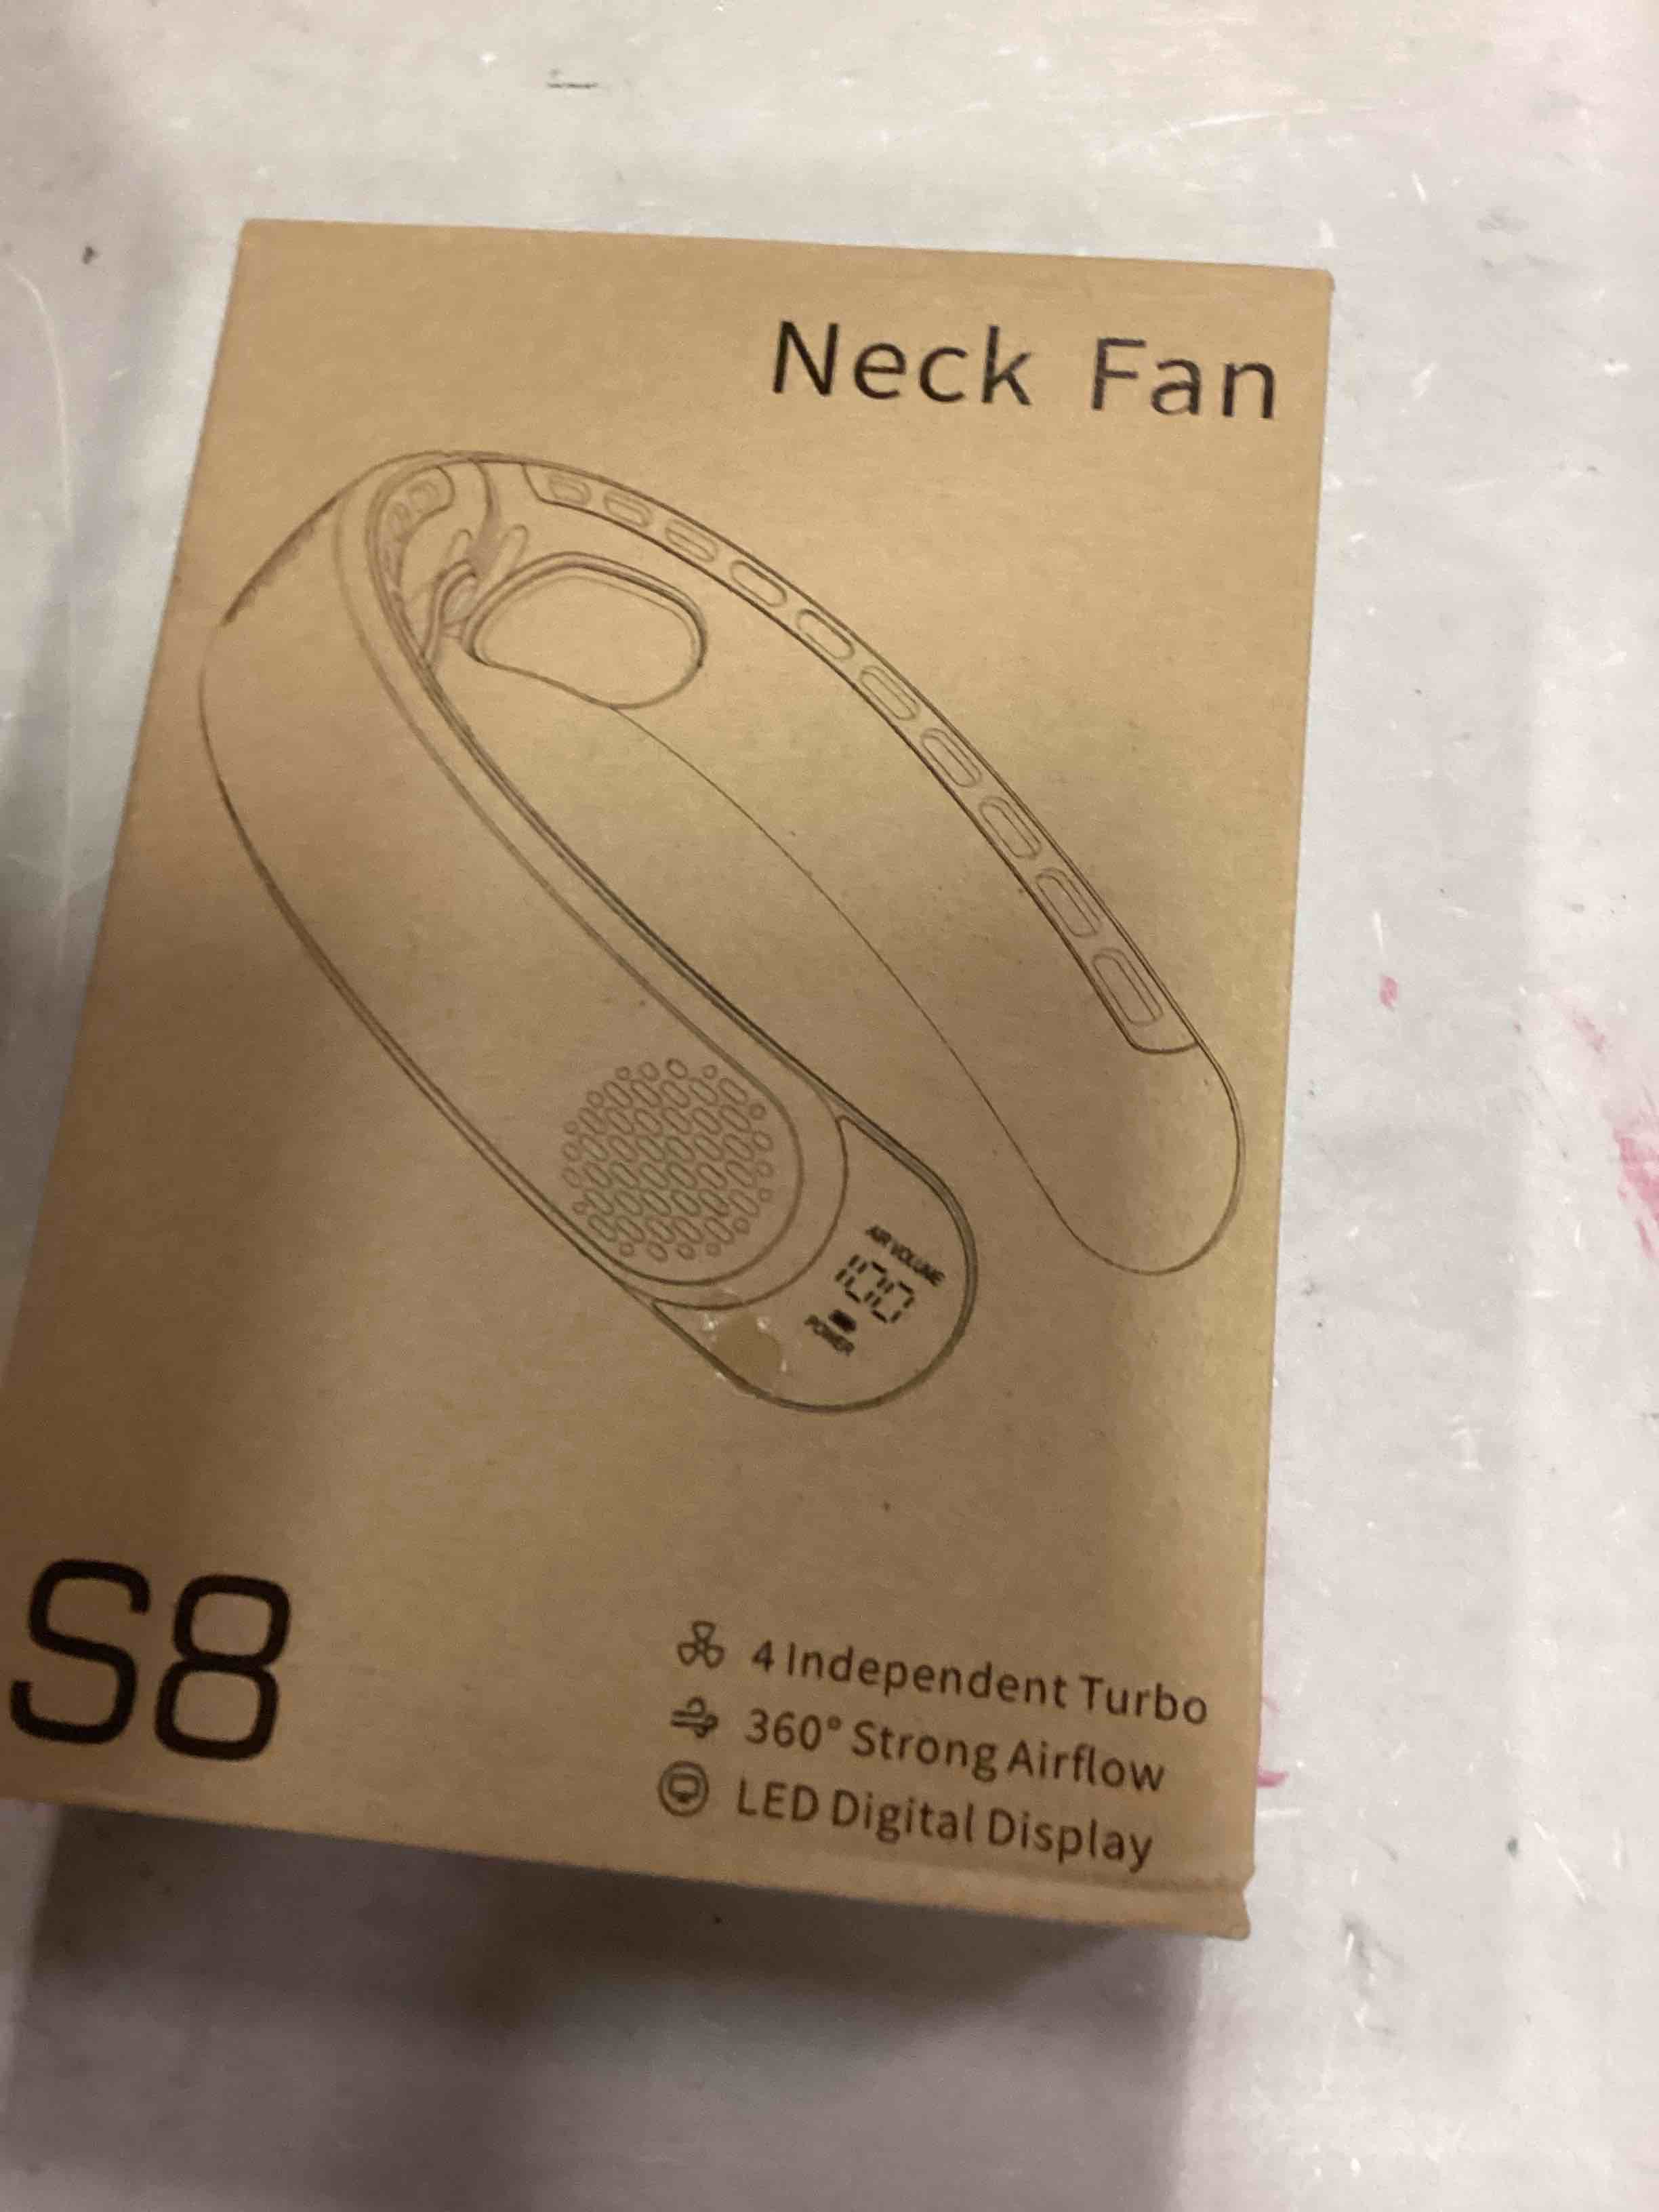 Neck Fan
AIR VOLUME
100
POWER
S8
4 Independent Turbo
360° Strong Airflow
LED Digital Display